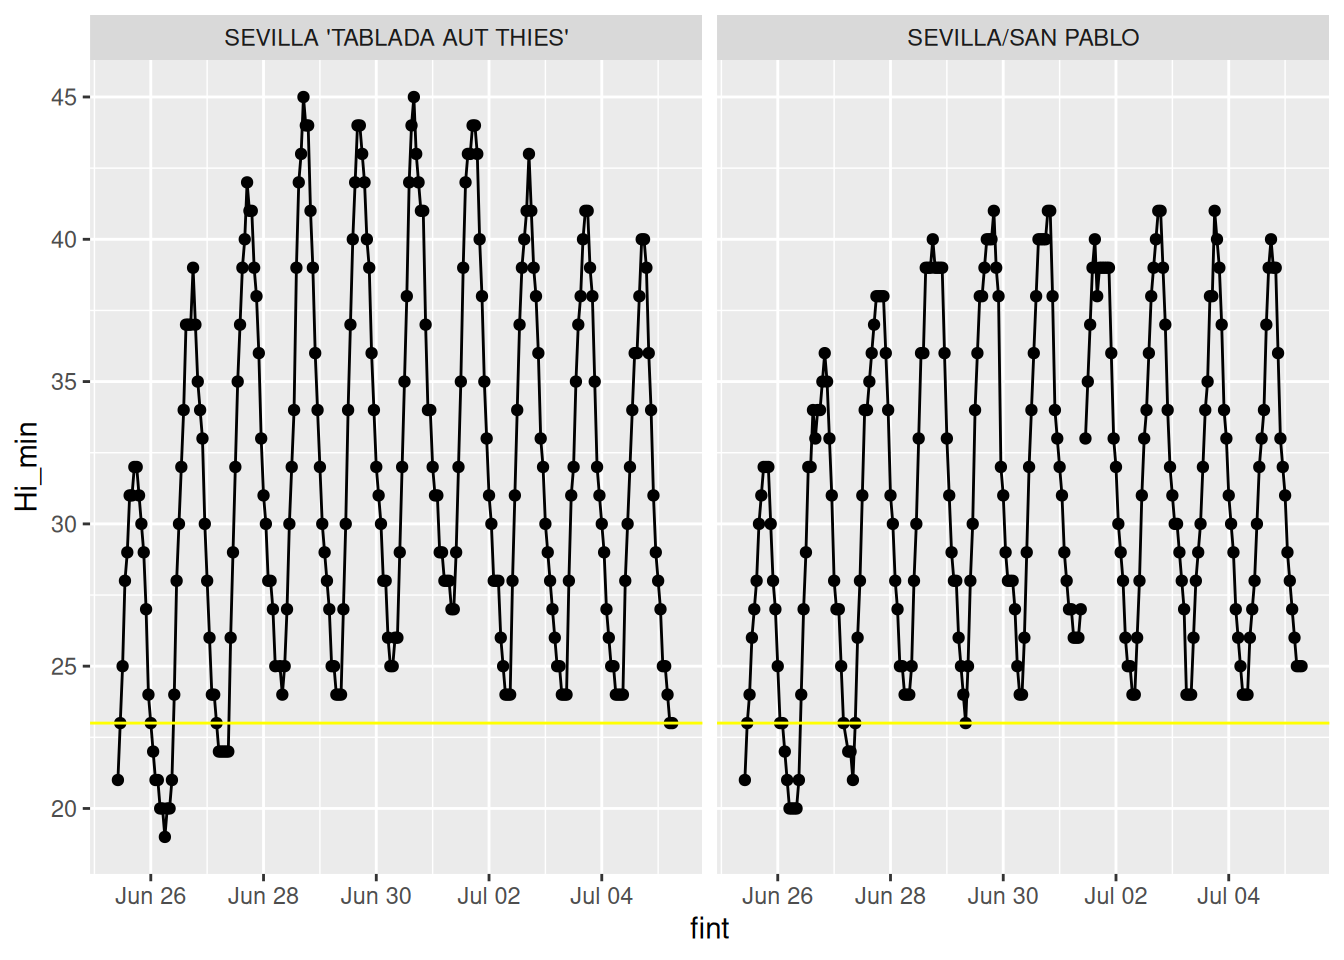 SEVILLA 'TABLADA AUT THIES'
SEVILLA/SAN PABLO
45
40
35
30
25
20
Hi_min
Jun 26 Jun 28 Jun 30 Jul 02 Jul 04
Jun 26 Jun 28 Jun 30 Jul 02 Jul 04
fint